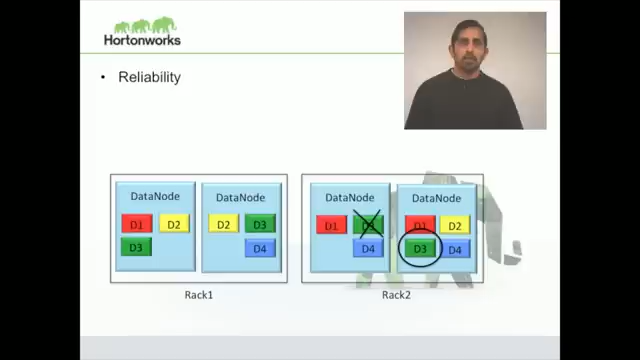 Hortonworks
• Reliability
DataNode
D1 D2
D3
DataNode
D2 D3
D4
Rack1
DataNode
D1 D3
D4
DataNode
D1 D2
D3 D4
Rack2